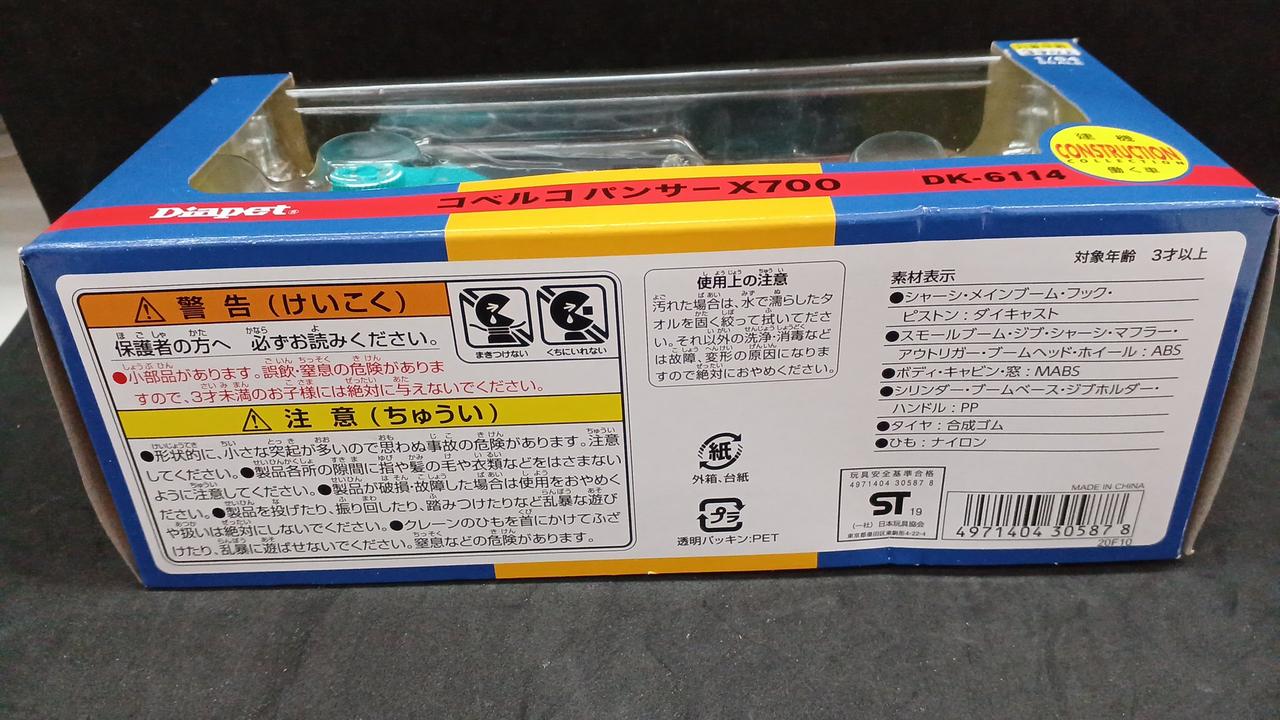 建機
CONSTRUCTION
COLLECTION
働く車
Diapet®
コベルコ パンサーX700
DK-6114
対象年齢 3才以上
警告(けいこく)
保護者の方へ 必ずお読みください。
まきつけない
くちにいれない
●小部品があります。誤飲・窒息の危険がありま
すので、3才未満のお子様には絶対に与えないでください。
注意(ちゅうい)
●形状的に、小さな突起が多いので思わぬ事故の危険があります。注意
してください。●製品各所の隙間に指や髪の毛や衣類などをはさまない
ように注意してください。●製品が破損・故障した場合は使用をおやめく
ださい。●製品を投げたり、振り回したり、踏みつけたりなど乱暴な遊び
や扱いは絶対にしないでください。●クレーンのひもを首にかけてふざ
けたり、乱暴に遊ばせないでください。窒息などの危険があります。
使用上の注意
汚れた場合は、水で濡らしたタ
オルを固く絞って拭いてださ
い。それ以外の洗浄・消毒など
は故障、変形の原因になりま
すので絶対におやめください。
紙
外箱、台紙
プラ
透明パッキン:PET
素材表示
●シャーシ・メインブーム・フック・
ピストン:ダイキャスト
●スモールブーム・ジブ・シャーシ・マフラー・
アウトリガー・ブームヘッド・ホイール:ABS
●ボディ・キャビン・窓:MABS
●シリンダー・ブームベース・ジブホルダー・
ハンドル:PP
●タイヤ:合成ゴム
●ひも:ナイロン
玩具安全基準合格
4971404 30587 8
ST 19
(一社)日本玩具協会
東京都墨田区東駒形4-22-4
MADE IN CHINA
4971404 305878
20F10